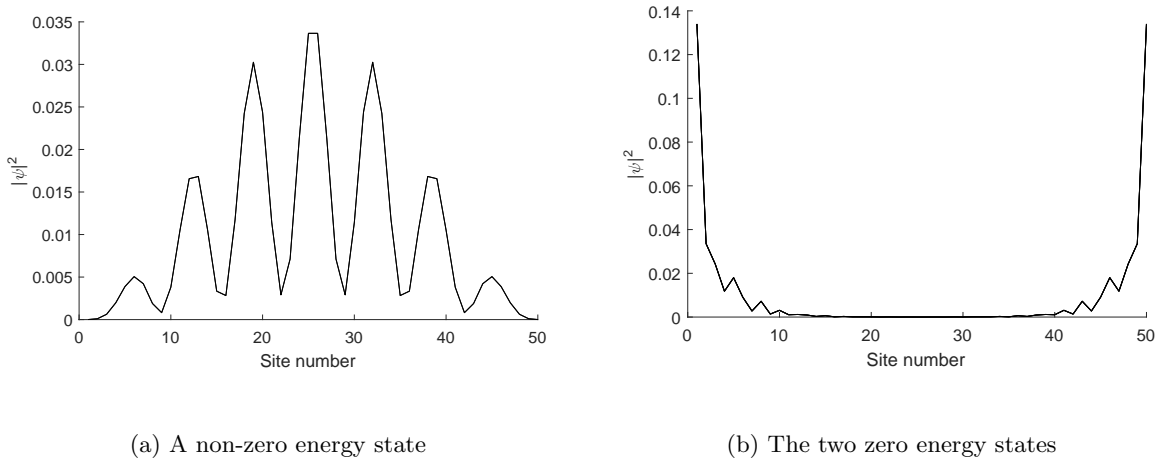 0.035
0.03
0.025
0.02
0.015
0.01
0.005
0
|ψ|²
0 10 20 30 40 50
Site number
0.14
0.12
0.1
0.08
0.06
0.04
0.02
0
|ψ|²
0 10 20 30 40 50
Site number
(a) A non-zero energy state
(b) The two zero energy states